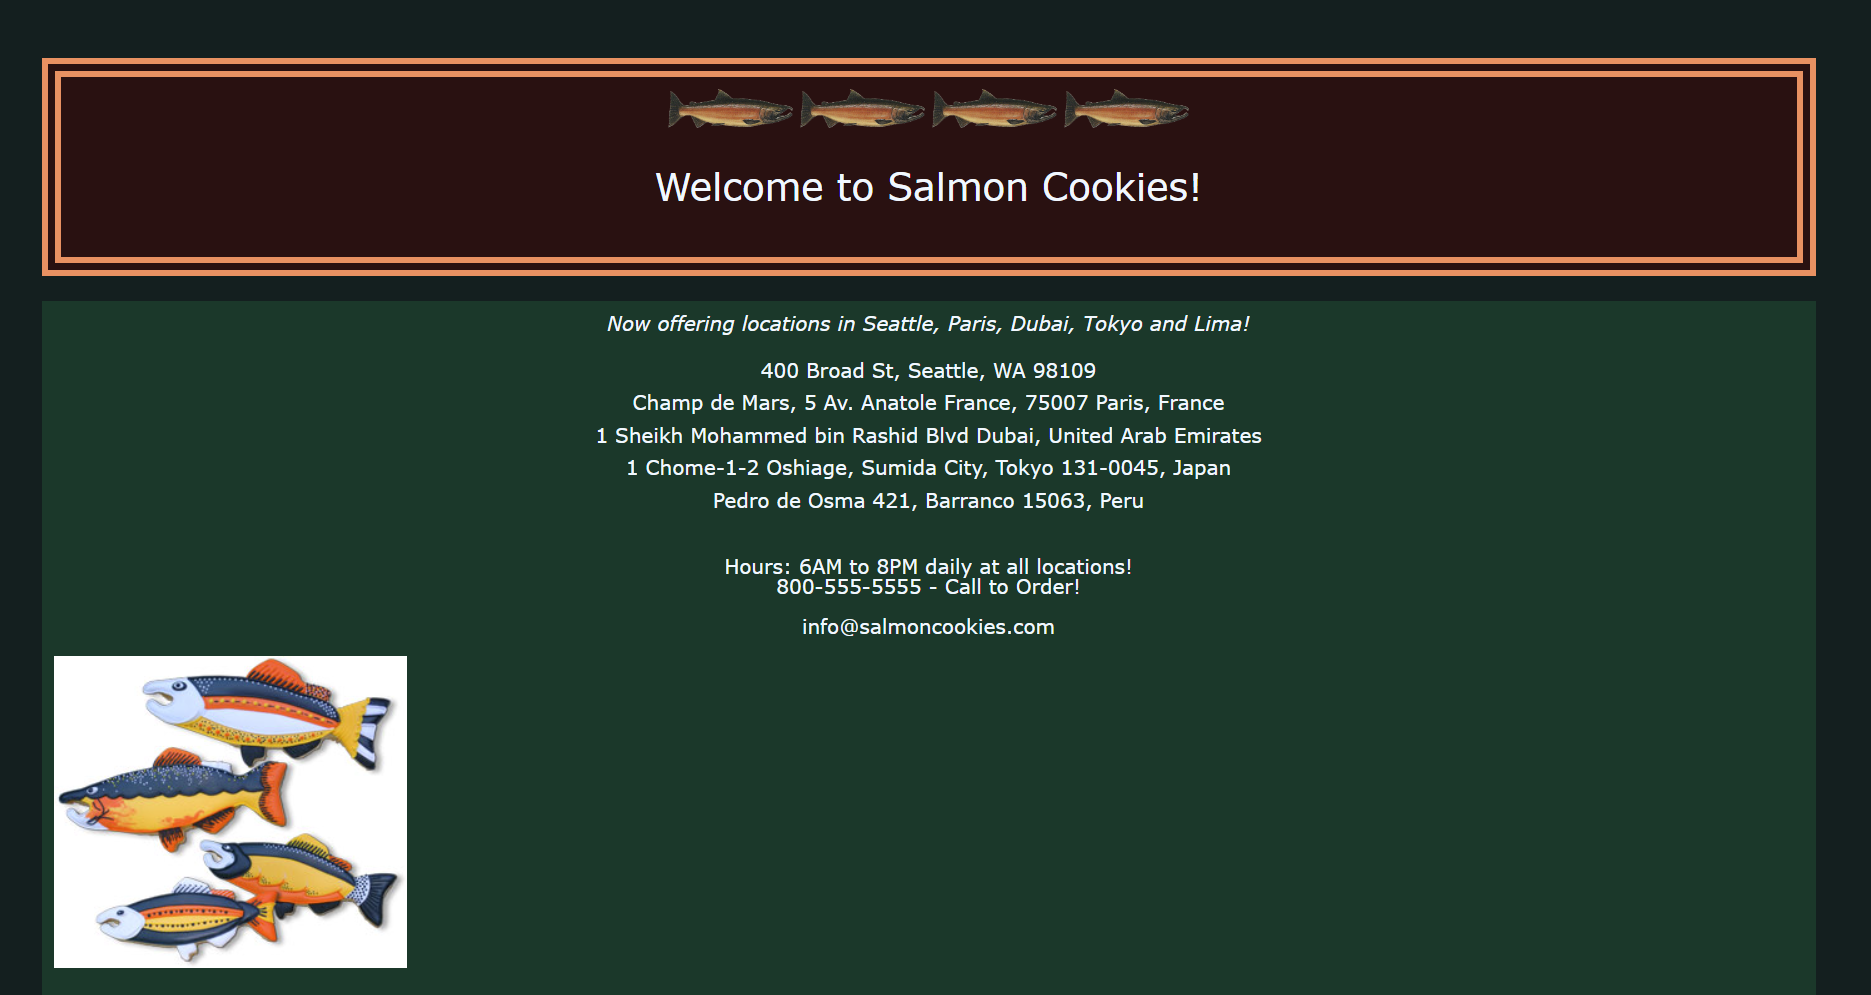 Welcome to Salmon Cookies!
Now offering locations in Seattle, Paris, Dubai, Tokyo and Lima!
400 Broad St, Seattle, WA 98109
Champ de Mars, 5 Av. Anatole France, 75007 Paris, France
1 Sheikh Mohammed bin Rashid Blvd Dubai, United Arab Emirates
1 Chome-1-2 Oshiage, Sumida City, Tokyo 131-0045, Japan
Pedro de Osma 421, Barranco 15063, Peru
Hours: 6AM to 8PM daily at all locations!
800-555-5555 - Call to Order!
info@salmoncookies.com